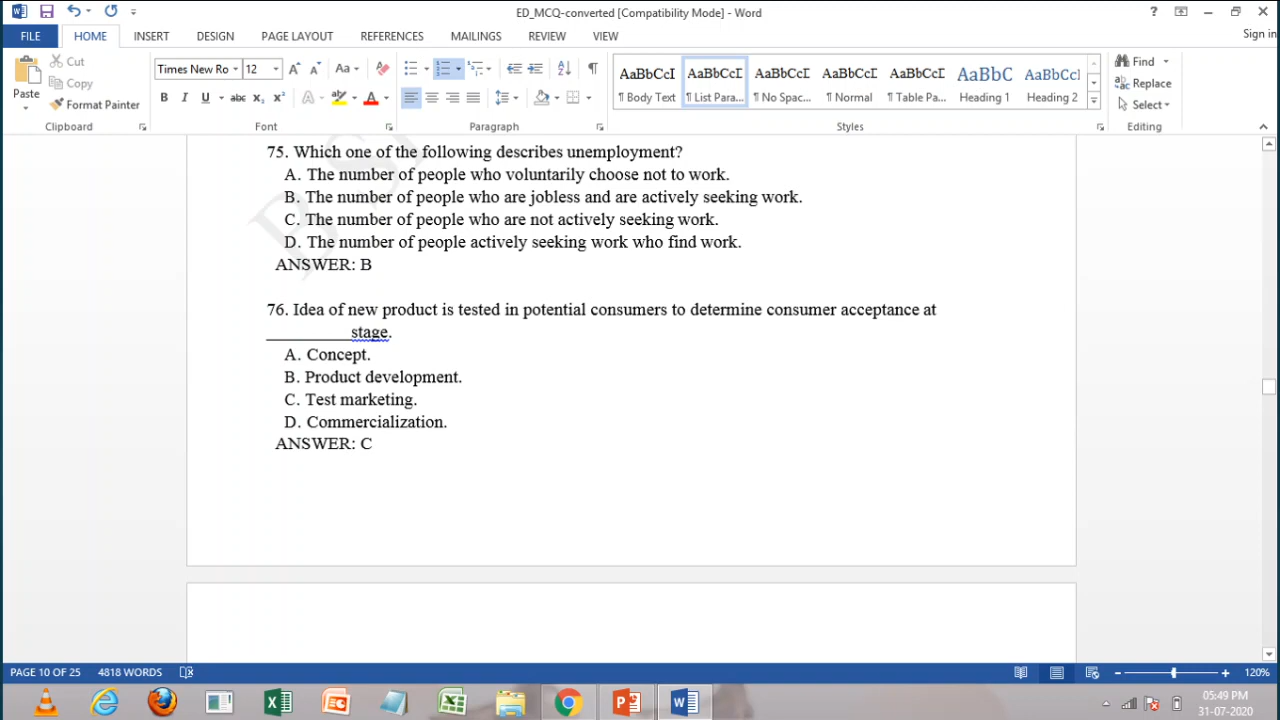 ED_MCQ-converted [Compatibility Mode] - Word
Sign in
FILE HOME INSERT DESIGN PAGE LAYOUT REFERENCES MAILINGS REVIEW VIEW
Paste
Cut
Copy
Format Painter
Clipboard
Times New Ro 12
Font
Paragraph
AaBbCcI AaBbCcI AaBbCcI AaBbCcI AaBbCcI AaBbC AaBbCcl
¶ Body Text ¶ List Para... ¶ No Spac... ¶ Normal ¶ Table Pa... Heading 1 Heading 2
Styles
Find
Replace
Select
Editing
75. Which one of the following describes unemployment?
A. The number of people who voluntarily choose not to work.
B. The number of people who are jobless and are actively seeking work.
C. The number of people who are not actively seeking work.
D. The number of people actively seeking work who find work.
ANSWER: B
76. Idea of new product is tested in potential consumers to determine consumer acceptance at
_________stage.
A. Concept.
B. Product development.
C. Test marketing.
D. Commercialization.
ANSWER: C
PAGE 10 OF 25 4818 WORDS 120%
05:49 PM
31-07-2020